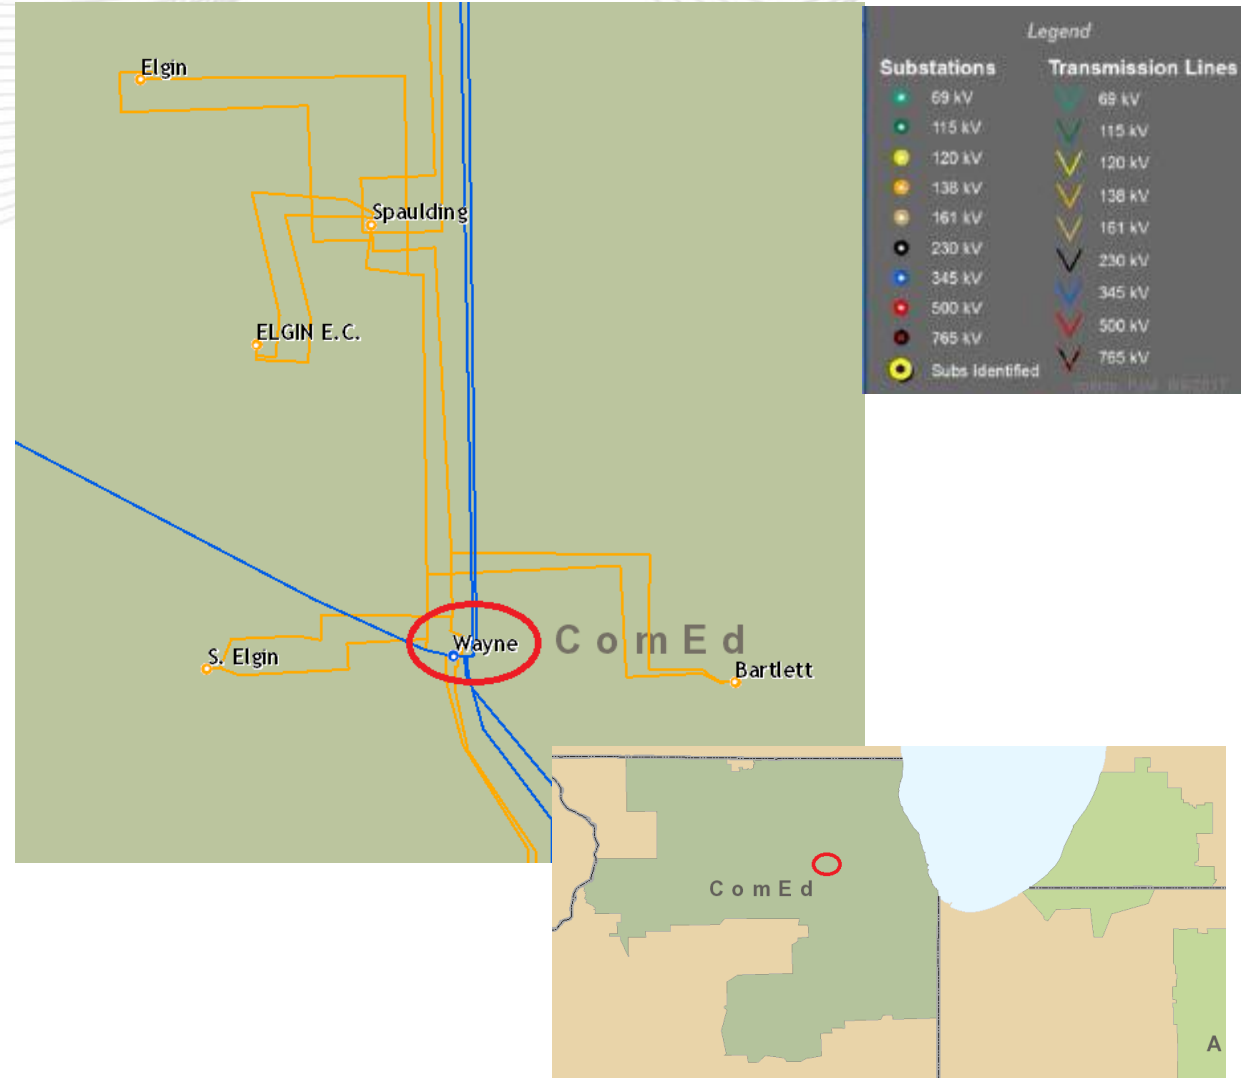 Elgin
Spaulding
ELGIN E.C.
Wayne
ComEd
S. Elgin
Bartlett
Legend
Substations
Transmission Lines
69 kV
69 kV
115 kV
115 kV
120 kV
120 kV
138 kV
138 kV
161 kV
161 kV
230 kV
230 kV
345 kV
345 kV
500 kV
500 kV
765 kV
765 kV
Subs Identified
ComEd
A